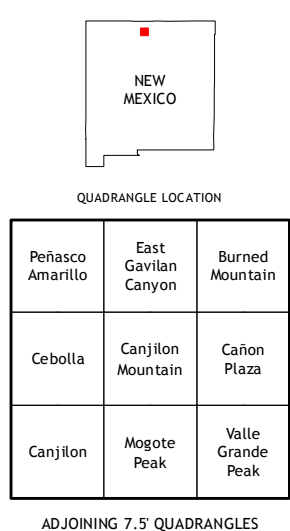 NEW
MEXICO
QUADRANGLE LOCATION
Peñasco
Amarillo
East
Gavilan
Canyon
Burned
Mountain
Cebolla
Canjilon
Mountain
Cañon
Plaza
Canjilon
Mogote
Peak
Valle
Grande
Peak
ADJOINING 7.5' QUADRANGLES